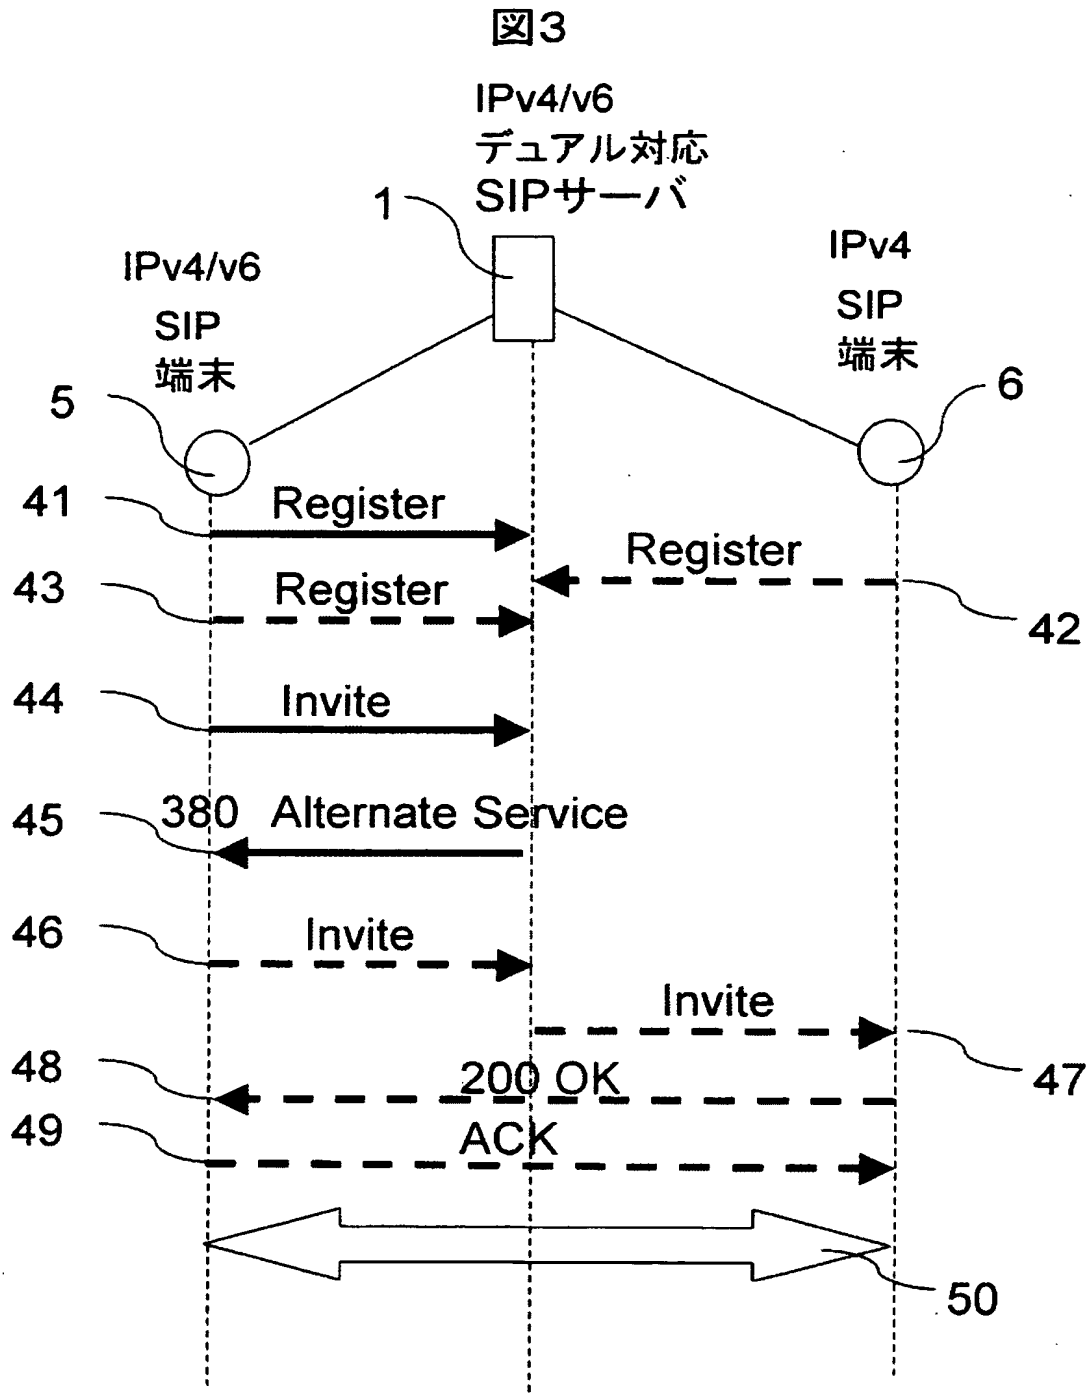 図3
IPv4/v6
デュアル対応
SIPサーバ
1
IPv4/v6
SIP
端末
IPv4
SIP
端末
5
6
41
Register
Register
43
Register
42
44
Invite
380 Alternate Service
45
46
Invite
Invite
47
48
200 OK
49
ACK
50